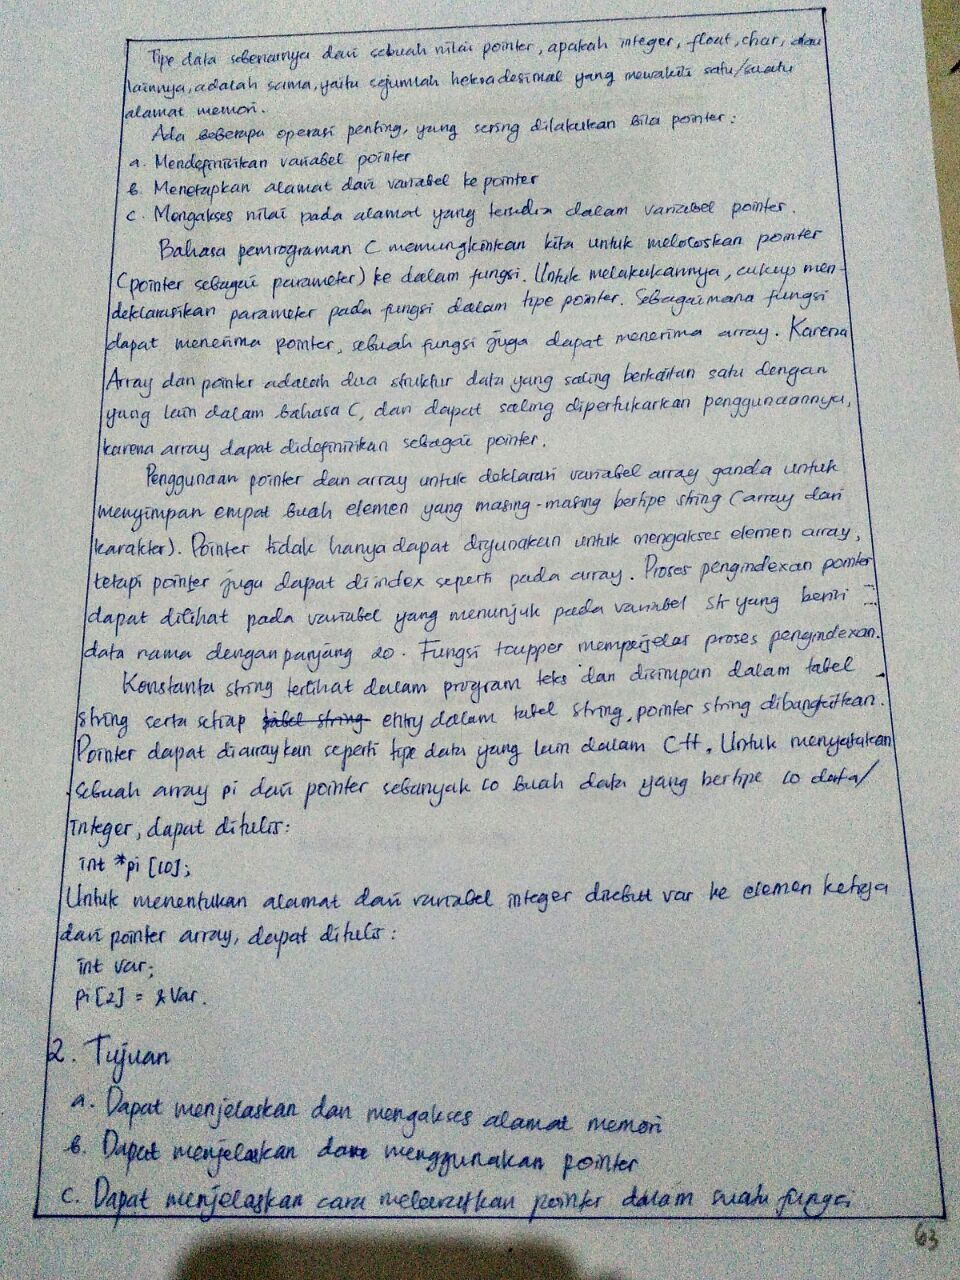 Tipe data sebenarnya dari sebuah nilai pointer, apakah integer, float, char, dan
lainnya, adalah sama, yaitu sejumlah heksadesimal yang mewakili satu/suatu
alamat memori.
Ada beberapa operasi penting, yang sering dilakukan bila pointer :
a. Mendefinisikan variabel pointer
b. Menetapkan alamat dari variabel ke pointer
c. Mengakses nilai pada alamat yang tersedia dalam variabel pointer.
Bahasa pemrograman C memungkinkan kita untuk meloloskan pointer
(pointer sebagai parameter) ke dalam fungsi. Untuk melakukannya, cukup men-
deklarasikan parameter pada fungsi dalam tipe pointer. Sebagaimana fungsi
dapat menerima pointer, sebuah fungsi juga dapat menerima array. Karena
Array dan pointer adalah dua struktur data yang saling berkaitan satu dengan
yang lain dalam bahasa C, dan dapat saling dipertukarkan penggunaannya,
karena array dapat didefinisikan sebagai pointer.
Penggunaan pointer dan array untuk deklarasi variabel array ganda untuk
menyimpan empat buah elemen yang masing-masing bertipe string (array dari
karakter). Pointer tidak hanya dapat digunakan untuk mengakses elemen array,
tetapi pointer juga dapat di index seperti pada array. Proses pengindexan pointer
dapat dilihat pada variabel yang menunjuk pada variabel str yang berisi
data nama dengan panjang 20. Fungsi toupper memperjelas proses pengindexan.
Konstanta string terlihat dalam program teks dan disimpan dalam tabel
string serta setiap tabel string entry dalam tabel string, pointer string dibangkitkan.
Pointer dapat diarraykan seperti tipe data yang lain dalam C++. Untuk menyatakan
sebuah array pi dari pointer sebanyak 10 buah data yang bertipe 10 data/
integer, dapat ditulis :
int *pi [10];
Untuk menentukan alamat dari variabel integer disebut var ke elemen ketiga
dari pointer array, dapat ditulis :
int var;
pi [2] = &Var.
2. Tujuan
a. Dapat menjelaskan dan mengakses alamat memori
b. Dapat menjelaskan dan menggunakan pointer
c. Dapat menjelaskan cara melewatkan pointer dalam suatu fungsi
63